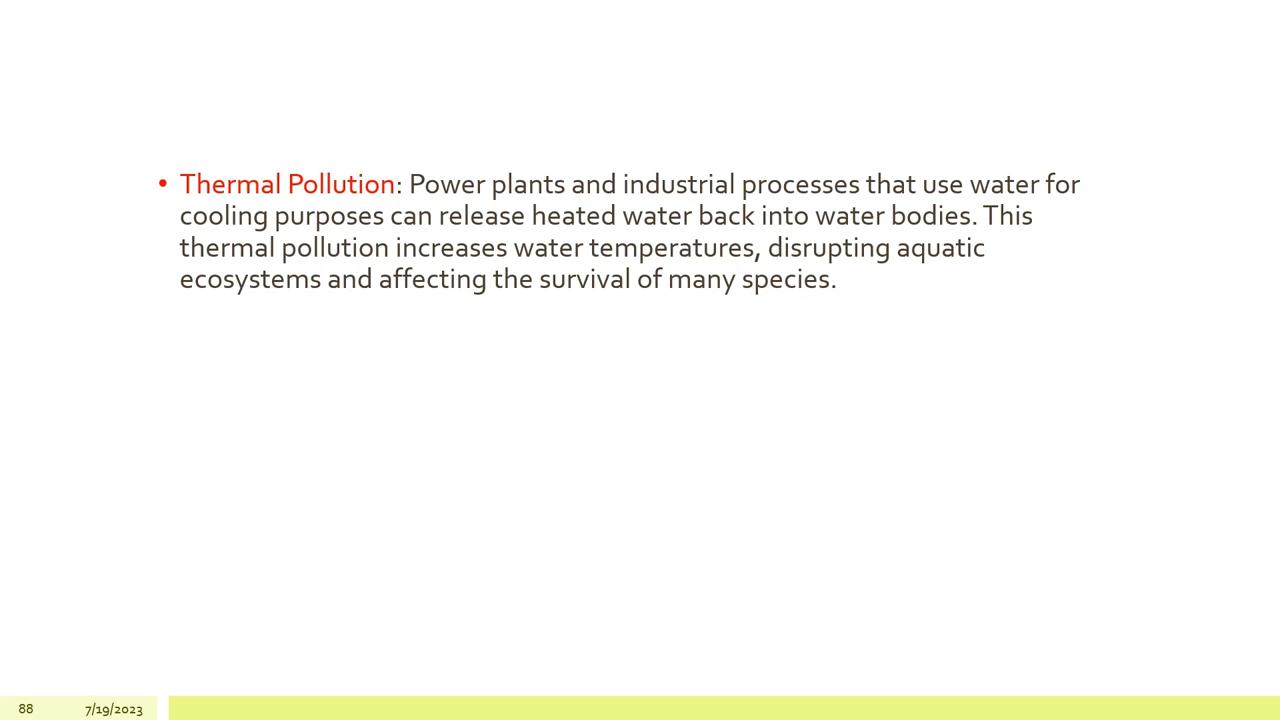 • Thermal Pollution: Power plants and industrial processes that use water for
cooling purposes can release heated water back into water bodies. This
thermal pollution increases water temperatures, disrupting aquatic
ecosystems and affecting the survival of many species.
88 7/19/2023